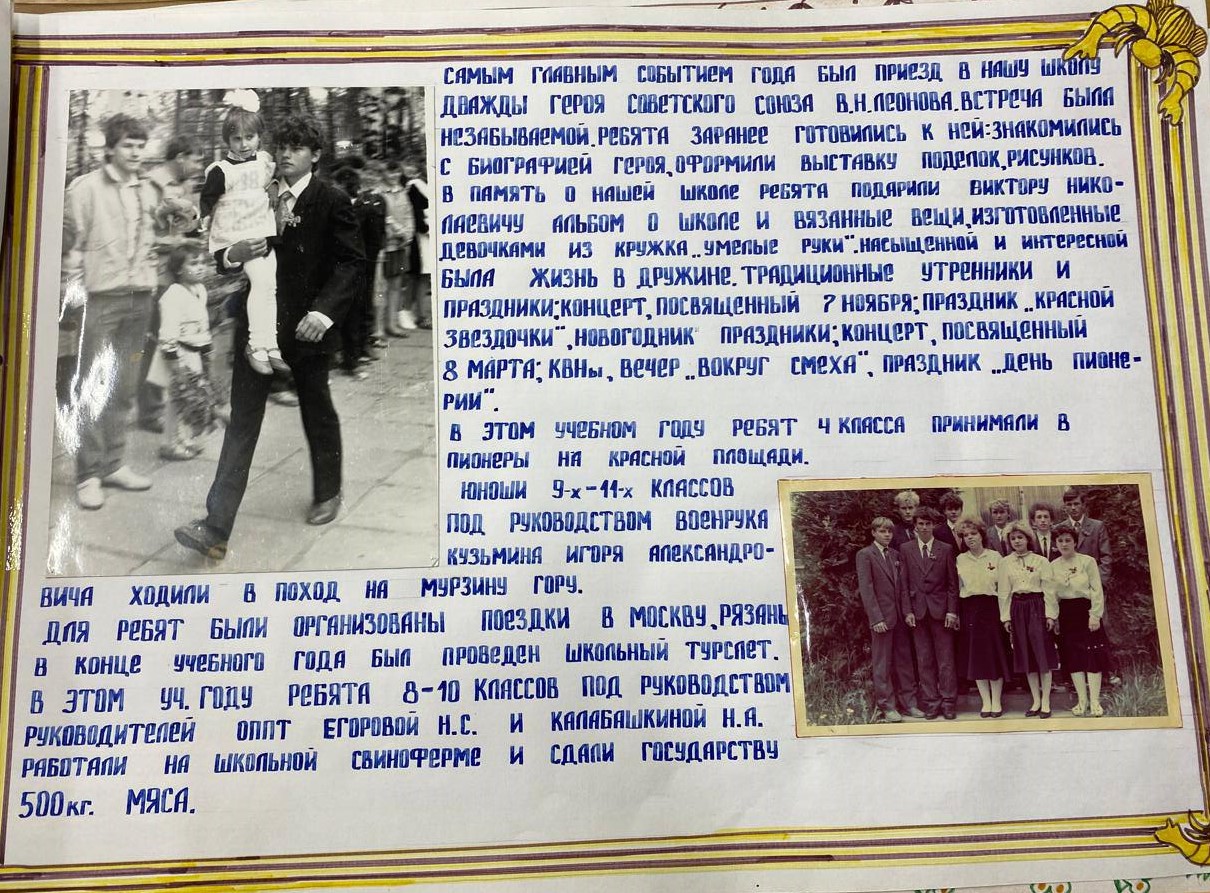 САМЫМ ГЛАВНЫМ СОБЫТИЕМ ГОДА БЫЛ ПРИЕЗД В НАШУ ШКОЛУ
ДВАЖДЫ ГЕРОЯ СОВЕТСКОГО СОЮЗА В.Н.ЛЕОНОВА.ВСТРЕЧА БЫЛА
НЕЗАБЫВАЕМОЙ.РЕБЯТА ЗАРАНЕЕ ГОТОВИЛИСЬ К НЕЙ:ЗНАКОМИЛИСЬ
С БИОГРАФИЕЙ ГЕРОЯ,ОФОРМИЛИ ВЫСТАВКУ ПОДЕЛОК,РИСУНКОВ.
В ПАМЯТЬ О НАШЕЙ ШКОЛЕ РЕБЯТА ПОДАРИЛИ ВИКТОРУ НИКО-
ЛАЕВИЧУ АЛЬБОМ О ШКОЛЕ И ВЯЗАННЫЕ ВЕЩИ,ИЗГОТОВЛЕННЫЕ
ДЕВОЧКАМИ ИЗ КРУЖКА „УМЕЛЫЕ РУКИ".НАСЫЩЕННОЙ И ИНТЕРЕСНОЙ
БЫЛА ЖИЗНЬ В ДРУЖИНЕ.ТРАДИЦИОННЫЕ УТРЕННИКИ И
ПРАЗДНИКИ;КОНЦЕРТ,ПОСВЯЩЕННЫЙ 7 НОЯБРЯ;ПРАЗДНИК „КРАСНОЙ
ЗВЕЗДОЧКИ",НОВОГОДНИК ПРАЗДНИКИ;КОНЦЕРТ,ПОСВЯЩЕННЫЙ
8 МАРТА; КВНы, ВЕЧЕР „ВОКРУГ СМЕХА", ПРАЗДНИК „ДЕНЬ ПИОНЕ-
РИИ".
В ЭТОМ УЧЕБНОМ ГОДУ РЕБЯТ 4 КЛАССА ПРИНИМАЛИ В
ПИОНЕРЫ НА КРАСНОЙ ПЛОЩАДИ.
ЮНОШИ 9-х-11-х КЛАССОВ
ПОД РУКОВОДСТВОМ ВОЕНРУКА
КУЗЬМИНА ИГОРЯ АЛЕКСАНДРО-
ВИЧА ХОДИЛИ В ПОХОД НА МУРЗИНУ ГОРУ.
ДЛЯ РЕБЯТ БЫЛИ ОРГАНИЗОВАНЫ ПОЕЗДКИ В МОСКВУ,РЯЗАНЬ
В КОНЦЕ УЧЕБНОГО ГОДА БЫЛ ПРОВЕДЕН ШКОЛЬНЫЙ ТУРСЛЕТ.
В ЭТОМ УЧ.ГОДУ РЕБЯТА 8-10 КЛАССОВ ПОД РУКОВОДСТВОМ
РУКОВОДИТЕЛЕЙ ОППТ ЕГОРОВОЙ Н.С. И КАЛАБАШКИНОЙ Н.А.
РАБОТАЛИ НА ШКОЛЬНОЙ СВИНОФЕРМЕ И СДАЛИ ГОСУДАРСТВУ
500кг. МЯСА.